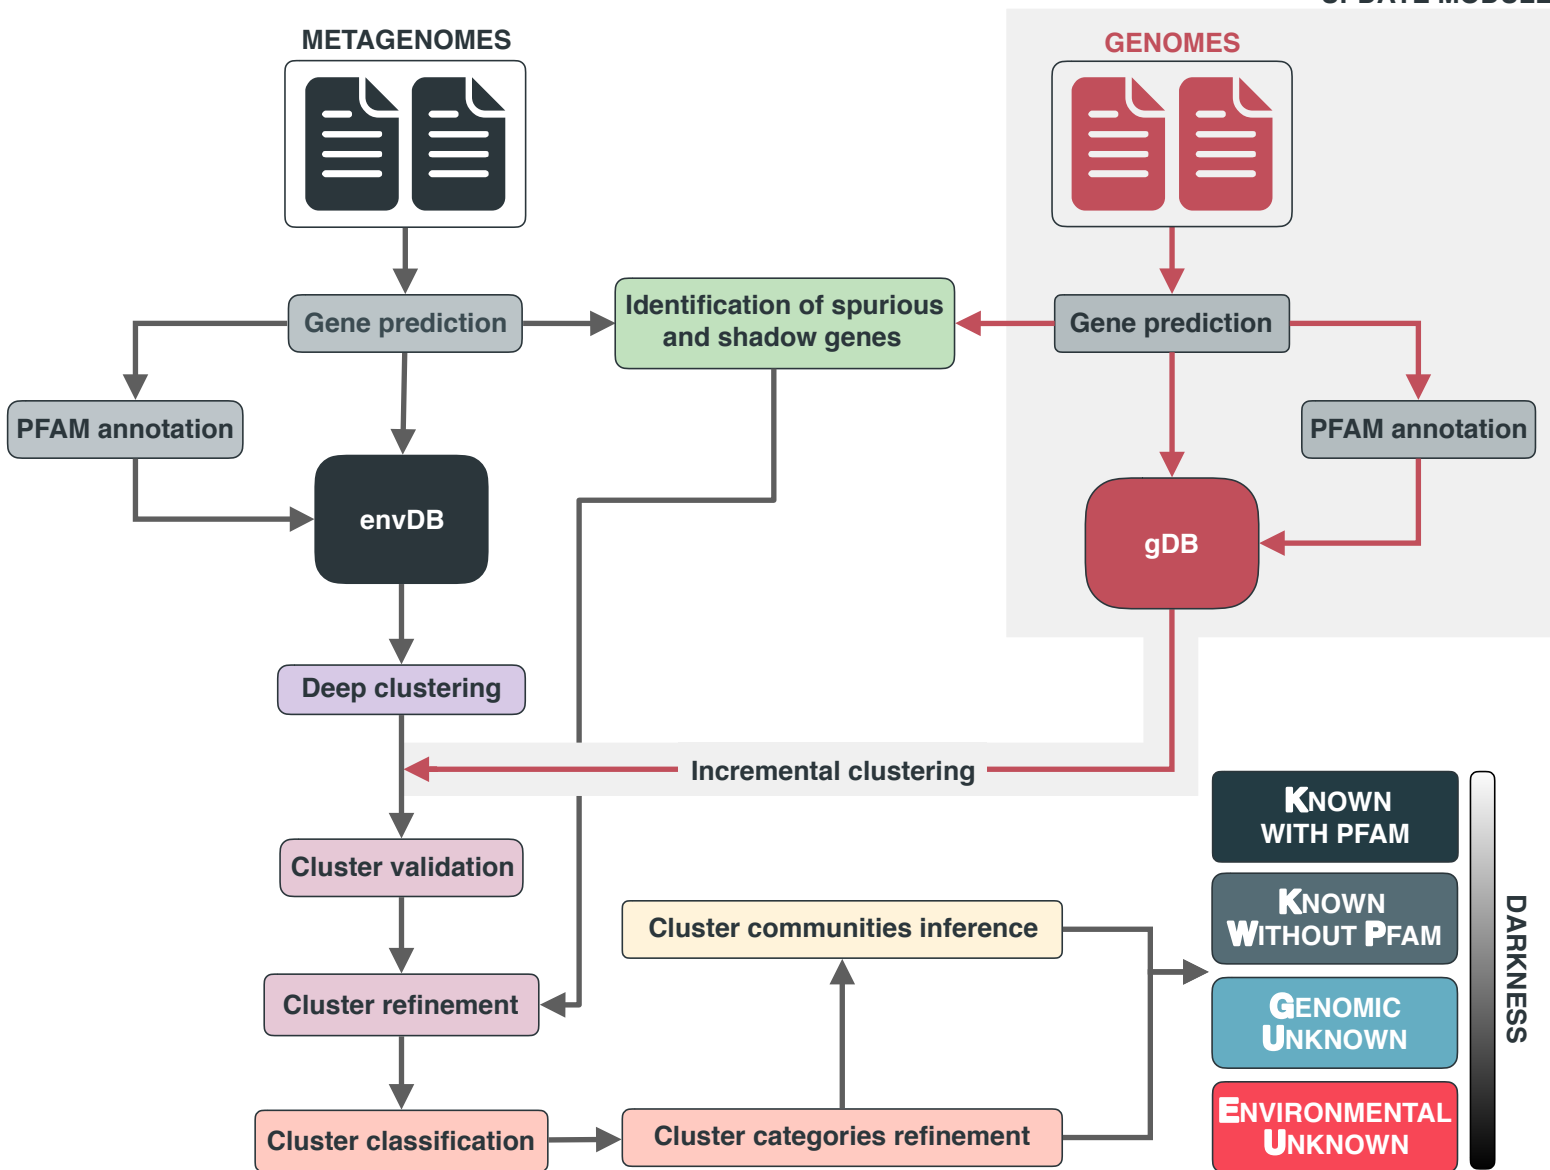 UPDATE MODULE
METAGENOMES
GENOMES
Gene prediction
Identification of spurious
and shadow genes
Gene prediction
PFAM annotation
PFAM annotation
envDB
gDB
Deep clustering
Incremental clustering
KNOWN
WITH PFAM
Cluster validation
KNOWN
WITHOUT PFAM
DARKNESS
Cluster communities inference
Cluster refinement
GENOMIC
UNKNOWN
Cluster classification
Cluster categories refinement
ENVIRONMENTAL
UNKNOWN